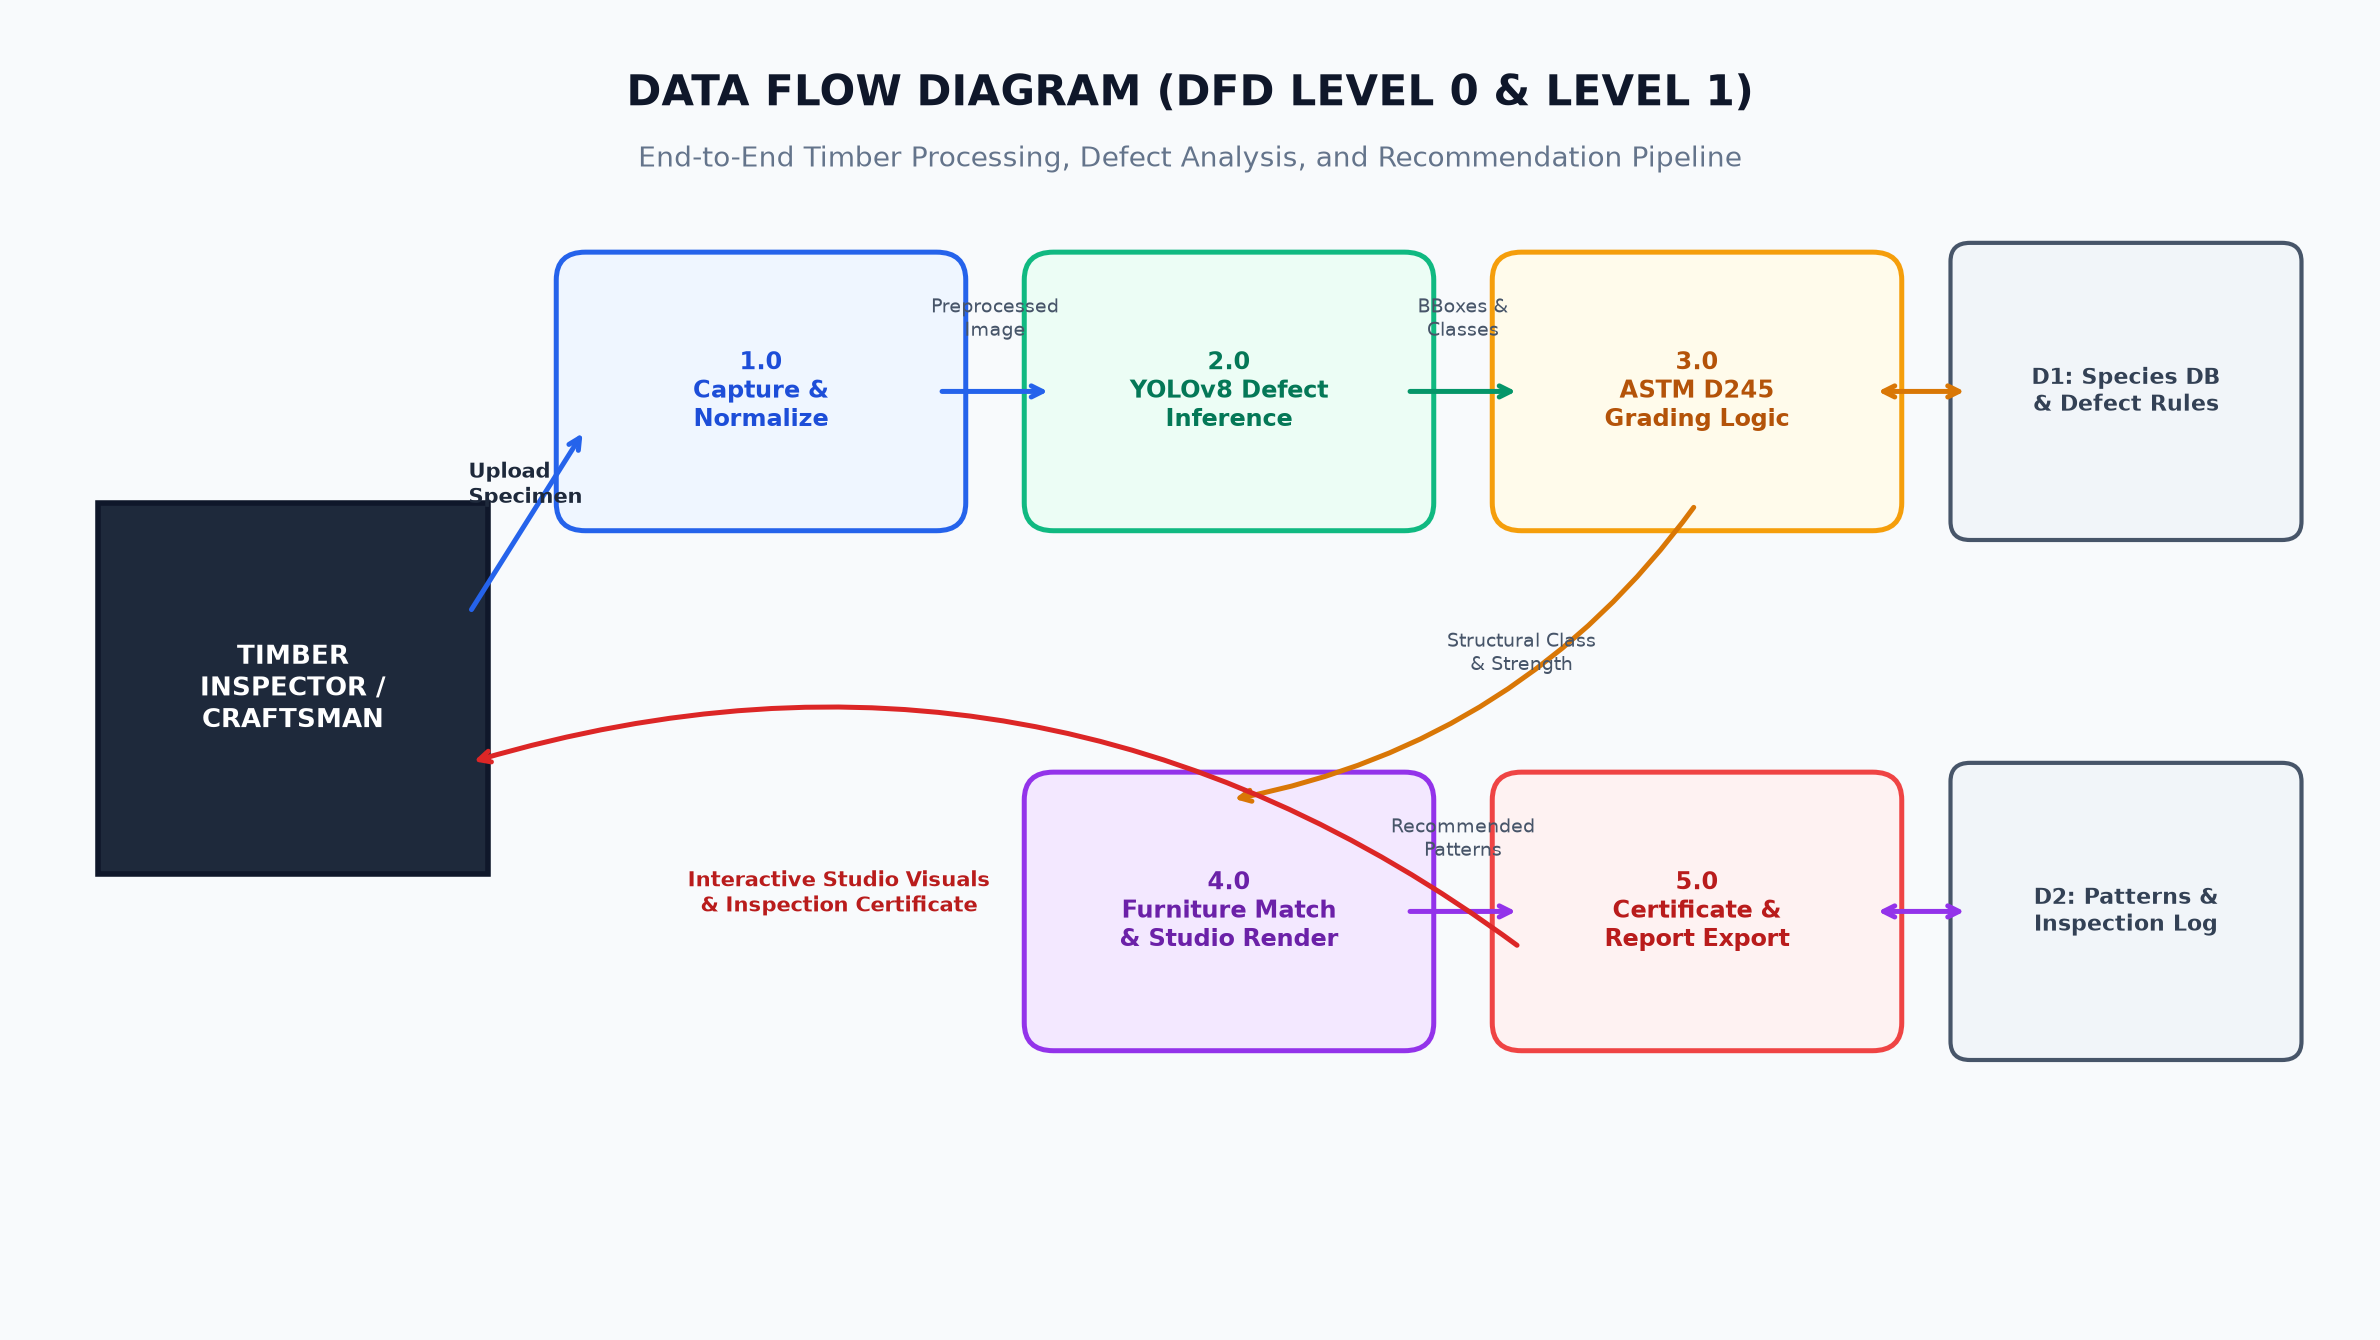 DATA FLOW DIAGRAM (DFD LEVEL 0 & LEVEL 1)
End-to-End Timber Processing, Defect Analysis, and Recommendation Pipeline
Upload
Specimen
TIMBER
INSPECTOR /
CRAFTSMAN
1.0
Capture &
Normalize
Preprocessed
Image
2.0
YOLOv8 Defect
Inference
BBoxes &
Classes
3.0
ASTM D245
Grading Logic
D1: Species DB
& Defect Rules
Structural Class
& Strength
Interactive Studio Visuals
& Inspection Certificate
4.0
Furniture Match
& Studio Render
Recommended
Patterns
5.0
Certificate &
Report Export
D2: Patterns &
Inspection Log